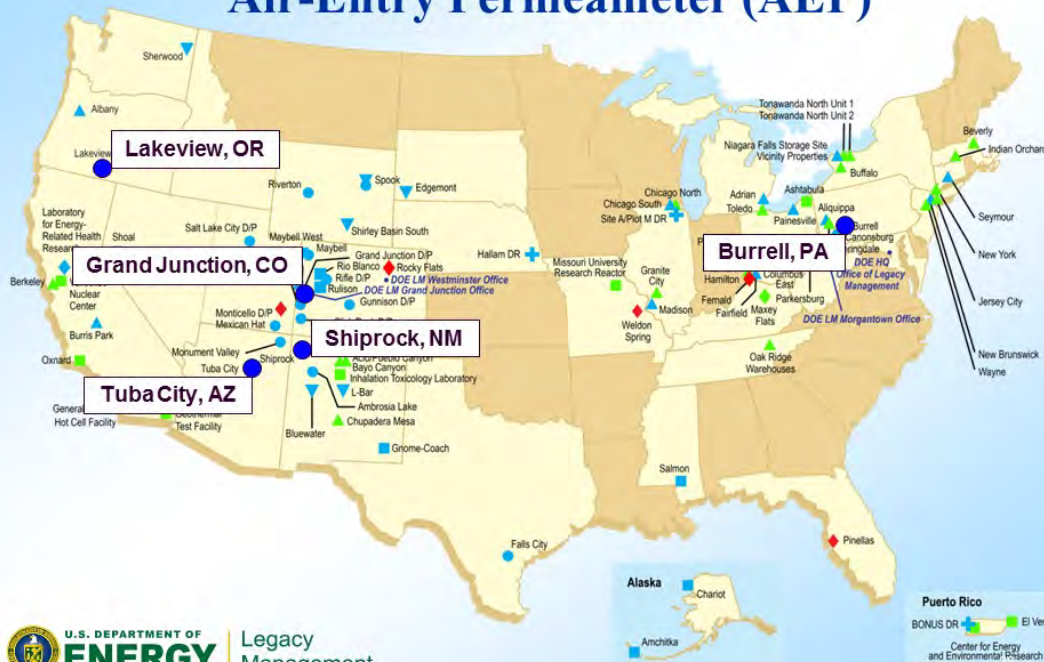 Air-Entry Permeameter (AEP)
Sherwood
Albany
Lakeview
Lakeview, OR
Riverton
Spook
Edgemont
Shirley Basin South
Laboratory
for Energy-
Related Health
Shoal
Salt Lake City D/P
Maybell West
Maybell
Grand Junction D/P
Rio Blanco
Rocky Flats
Rifle D/P
DOE LM Westminster Office
Rulison
DOE LM Grand Junction Office
Gunnison D/P
Grand Junction, CO
Berkeley
Nuclear
Center
Burris Park
Oxnard
Monticello D/P
Mexican Hat
Monument Valley
Shiprock
Tuba City
Shiprock, NM
Tuba City, AZ
Bayo Canyon
Inhalation Toxicology Laboratory
L-Bar
Ambrosia Lake
Chupadera Mesa
Bluewater
Gnome-Coach
General
Hot Cell Facility
Test Facility
Hallam DR
Missouri University
Research Reactor
Granite
City
Madison
Weldon
Spring
Chicago North
Chicago South
Site A/Plot M DR
Adrian
Toledo
Ashtabula
Painesville
Aliquippa
Burrell
Canonsburg
Burrell, PA
Hamilton
Columbus
East
Fernald
Fairfield
Maxey
Flats
Parkersburg
DOE HQ
Office of Legacy
Management
DOE LM Morgantown Office
Oak Ridge
Warehouses
Tonawanda North Unit 1
Tonawanda North Unit 2
Niagara Falls Storage Site
Vicinity Properties
Buffalo
Beverly
Indian Orchard
Seymour
New York
Jersey City
New Brunswick
Wayne
Salmon
Falls City
Pinellas
Alaska
Chariot
Amchitka
Puerto Rico
BONUS DR
Center for Energy
and Environmental Research
U.S. DEPARTMENT OF
ENERGY
Legacy
Management